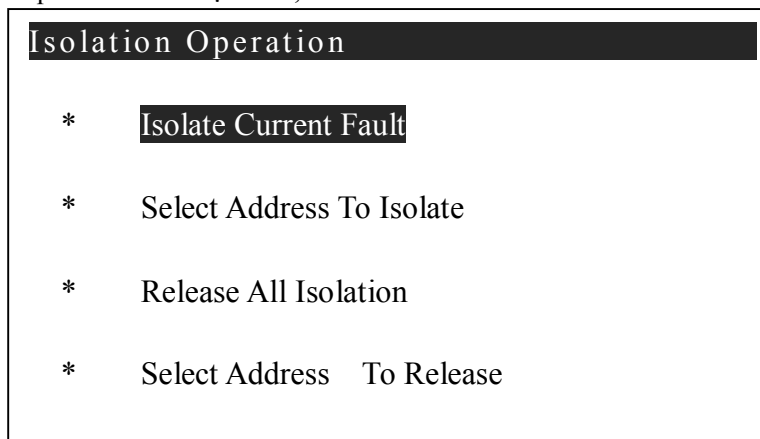 Isolation Operation
* Isolate Current Fault
* Select Address To Isolate
* Release All Isolation
* Select Address To Release